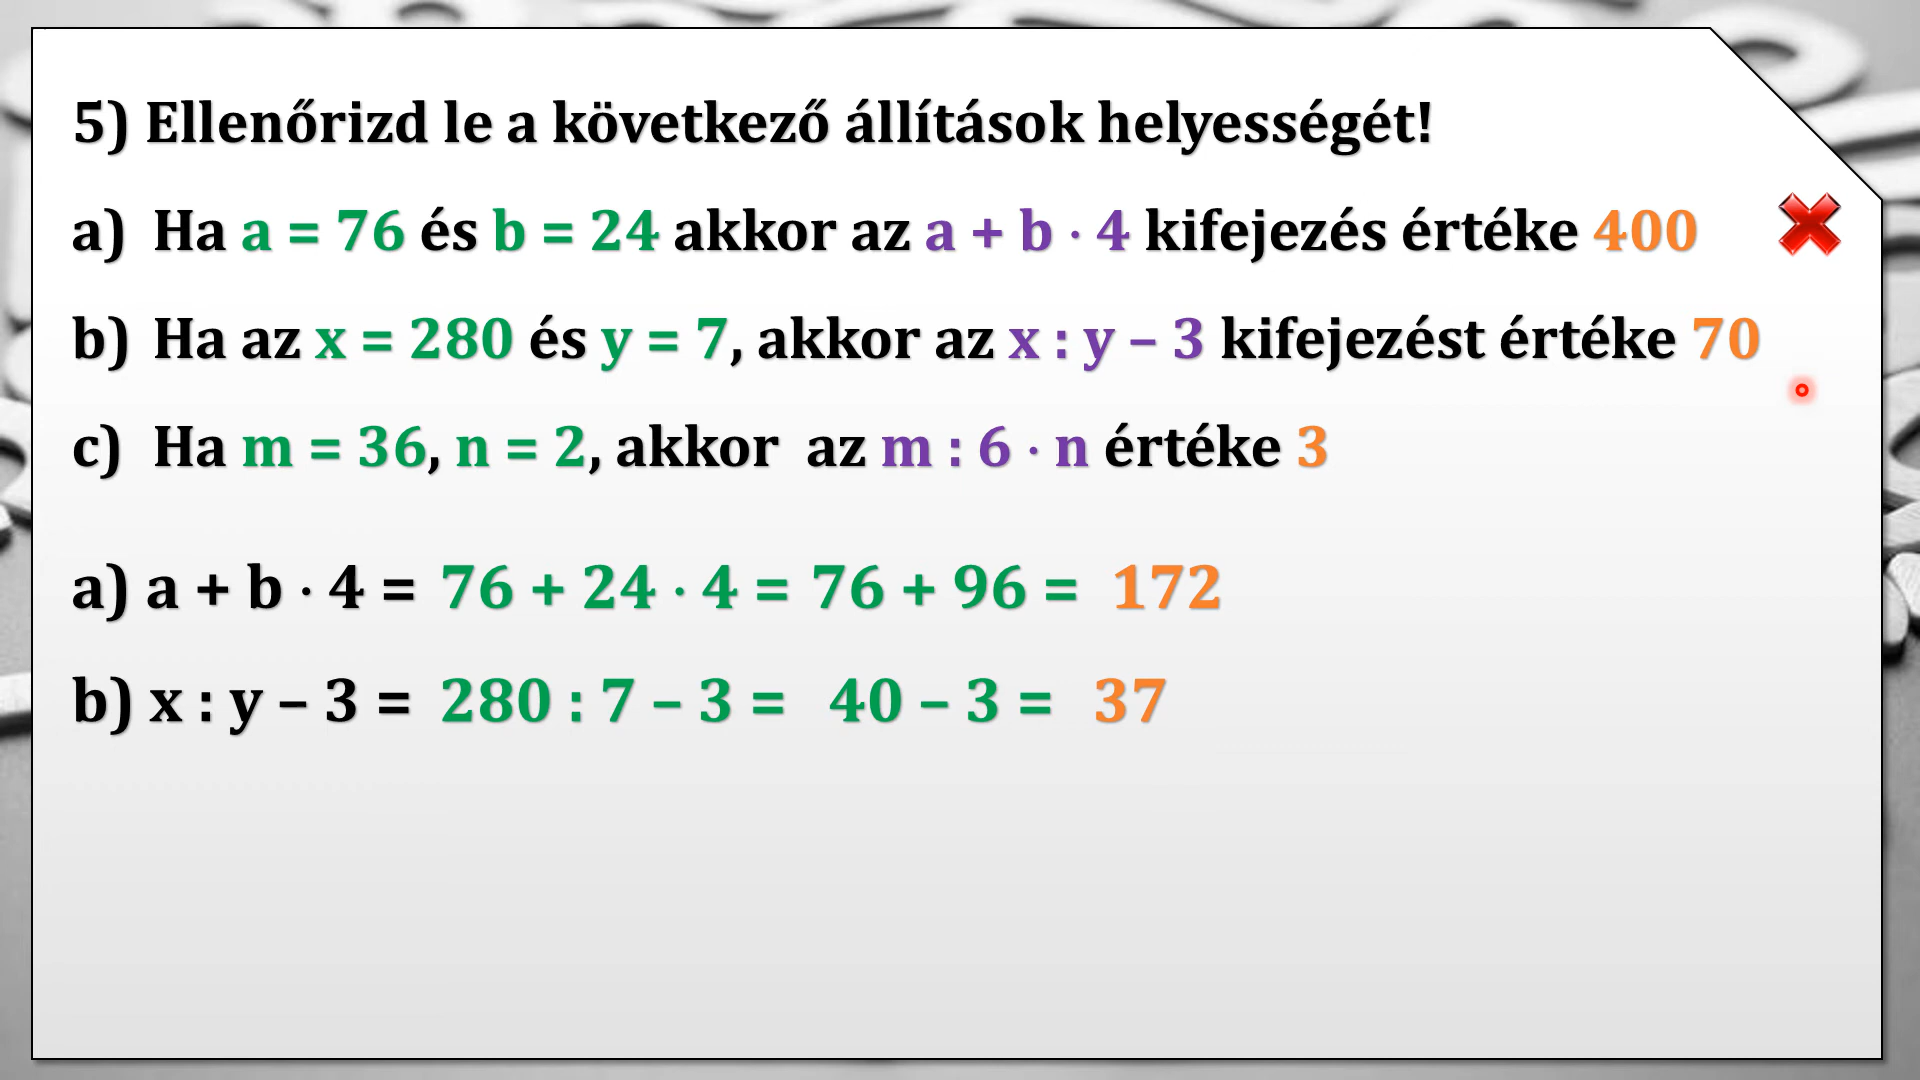 5) Ellenőrizd le a következő állítások helyességét!
a) Ha a = 76 és b = 24 akkor az a + b · 4 kifejezés értéke 400
b) Ha az x = 280 és y = 7, akkor az x : y – 3 kifejezést értéke 70
c) Ha m = 36, n = 2, akkor az m : 6 · n értéke 3
a) a + b · 4 = 76 + 24 · 4 = 76 + 96 = 172
b) x : y – 3 = 280 : 7 – 3 = 40 – 3 = 37